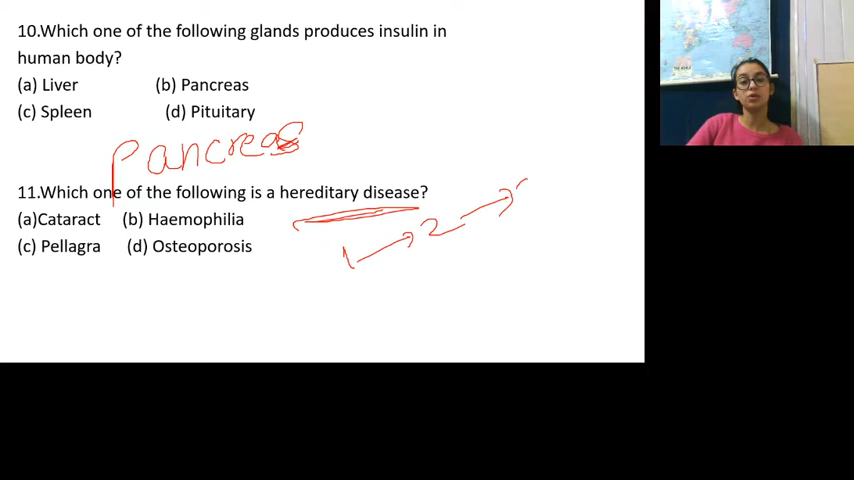 10.Which one of the following glands produces insulin in
human body?
(a) Liver (b) Pancreas
(c) Spleen (d) Pituitary
Pancreas
11.Which one of the following is a hereditary disease?
(a)Cataract (b) Haemophilia
(c) Pellagra (d) Osteoporosis
1 → 2 →